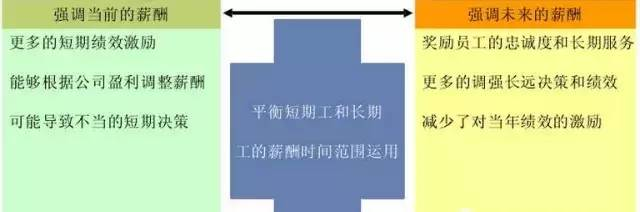 强调当前的薪酬
强调未来的薪酬
更多的短期绩效激励
能够根据公司盈利调整薪酬
可能导致不当的短期决策
平衡短期工和长期
工的薪酬时间范围运用
奖励员工的忠诚度和长期服务
更多的调强长远决策和绩效
减少了对当年绩效的激励